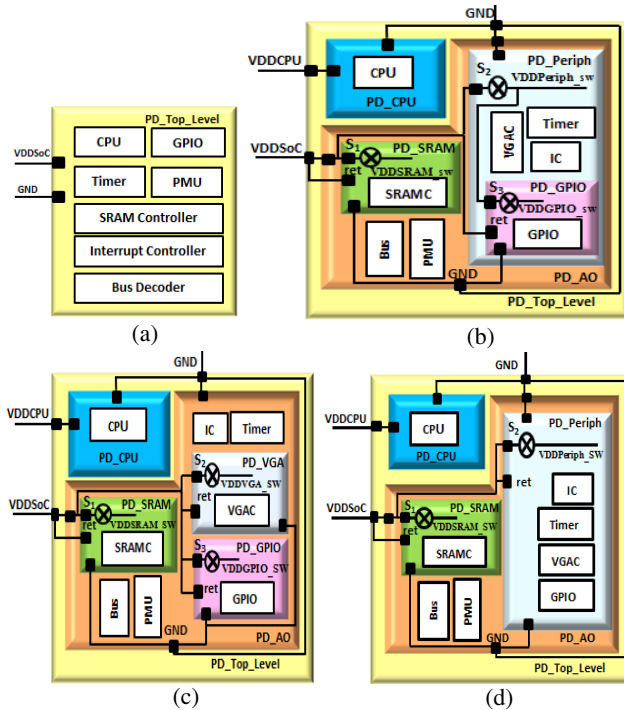 PD_Top_Level
CPU
GPIO
VDDSoC
Timer
PMU
GND
SRAM Controller
Interrupt Controller
Bus Decoder
(a)
GND
VDDCPU
CPU
PD_CPU
PD_Periph
S2
VDDPeriph_sw
VGAC
Timer
IC
VDDSoC
S1
PD_SRAM
ret
VDDSRAM_sw
SRAMC
PD_GPIO
S3
VDDGPIO_sw
ret
GPIO
Bus
PMU
GND
PD_AO
PD_Top_Level
(b)
GND
VDDCPU
CPU
PD_CPU
IC
Timer
S2
PD_VGA
VDDVGA_SW
ret
VGAC
VDDSoC
S1
PD_SRAM
ret
VDDSRAM_SW
SRAMC
S3
PD_GPIO
VDDGPIO_SW
ret
GPIO
Bus
PMU
GND
PD_AO
PD_Top_Level
(c)
GND
VDDCPU
CPU
PD_CPU
PD_Periph
S2
VDDPeriph_SW
ret
IC
Timer
VGAC
GPIO
VDDSoC
S1
PD_SRAM
ret
VDDSRAM_SW
SRAMC
Bus
PMU
GND
PD_AO
PD_Top_Level
(d)